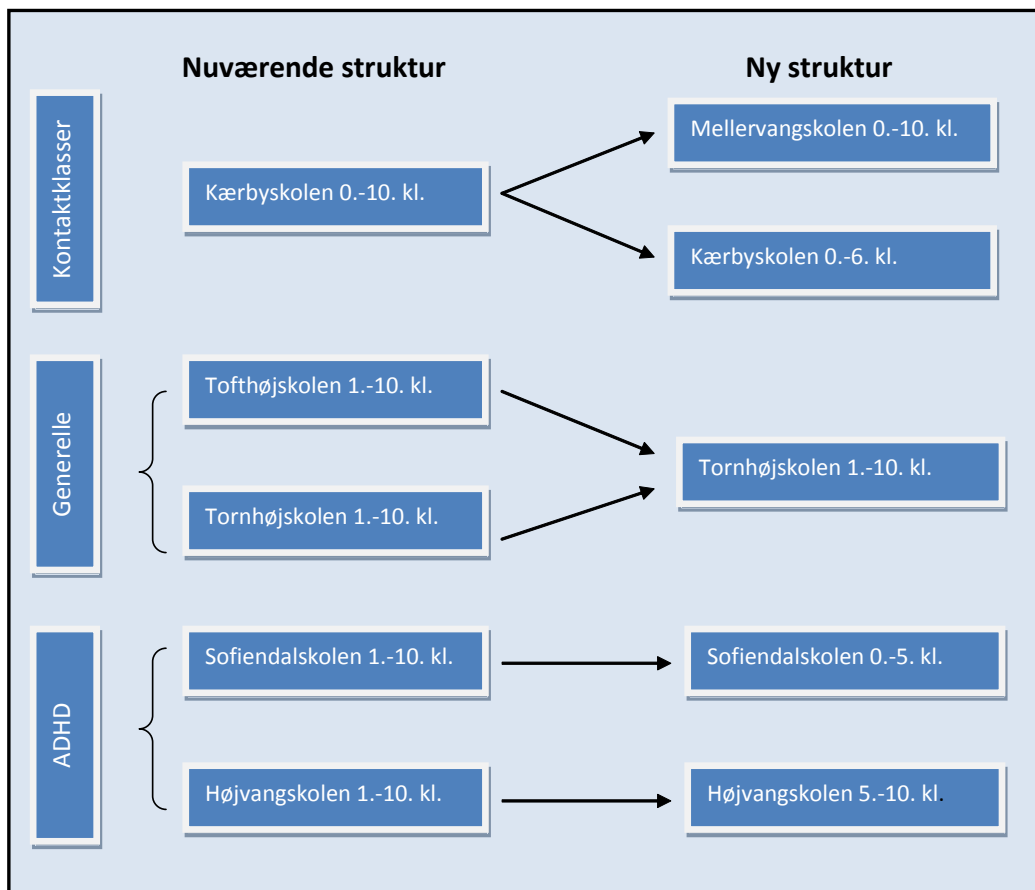 Nuværende struktur
Ny struktur
Kontaktklasser
Kærbyskolen 0.-10. kl.
Mellervangskolen 0.-10. kl.
Kærbyskolen 0.-6. kl.
Generelle
Tofthøjskolen 1.-10. kl.
Tornhøjskolen 1.-10. kl.
Tornhøjskolen 1.-10. kl.
ADHD
Sofiendalskolen 1.-10. kl.
Sofiendalskolen 0.-5. kl.
Højvangskolen 1.-10. kl.
Højvangskolen 5.-10. kl.